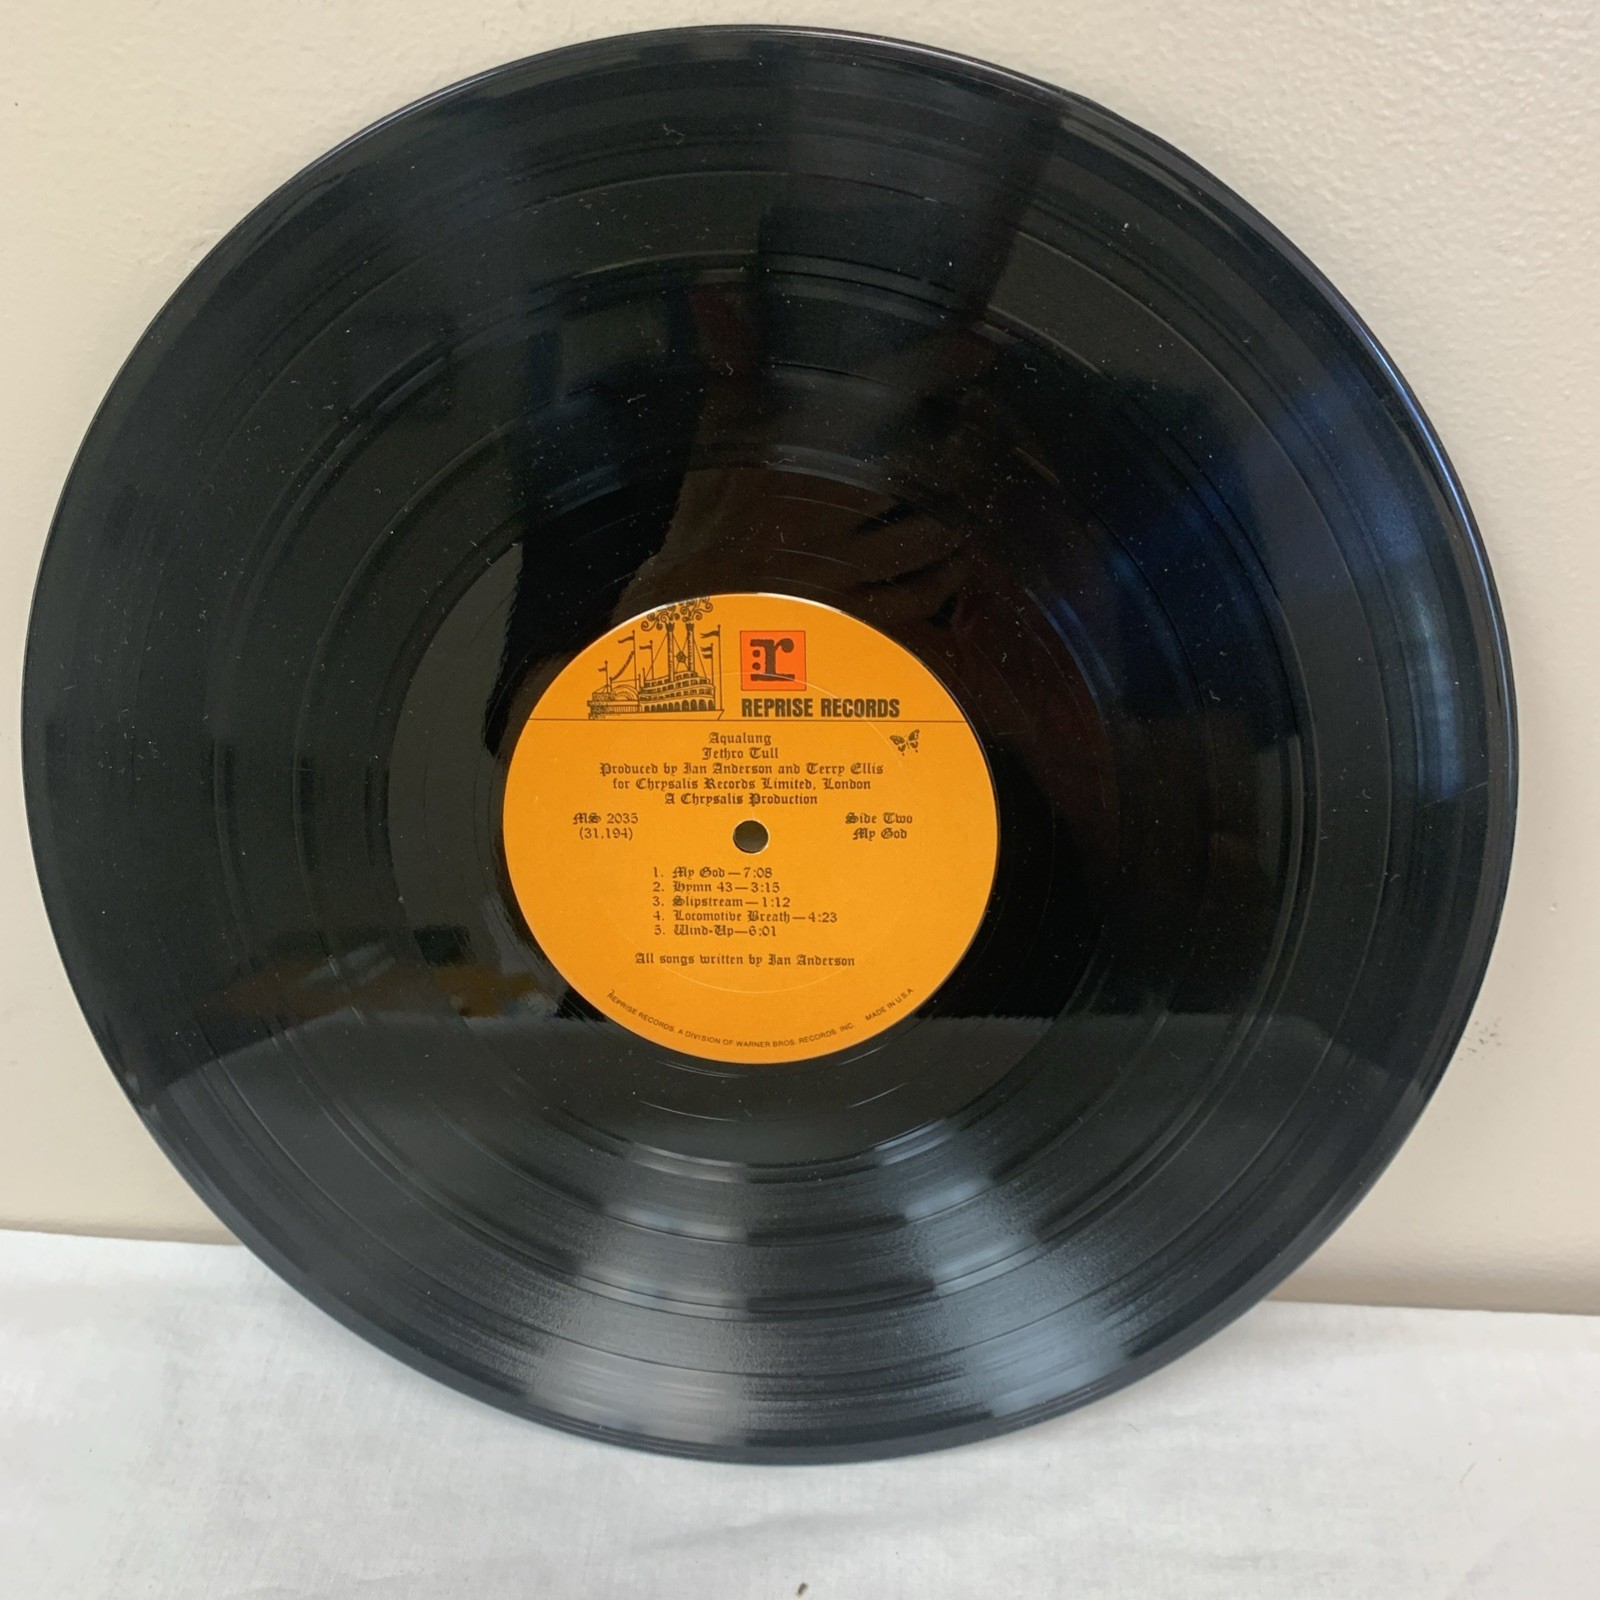 r
REPRISE RECORDS
Aqualung
Jethro Tull
Produced by Ian Anderson and Terry Ellis
for Chrysalis Records Limited, London
A Chrysalis Production
MS 2035
(31,194)
Side Two
My God
1. My God—7:08
2. Hymn 43—3:15
3. Slipstream—1:12
4. Locomotive Breath—4:23
5. Wind-Up—6:01
All songs written by Ian Anderson
REPRISE RECORDS, A DIVISION OF WARNER BROS. RECORDS, INC. MADE IN U.S.A.